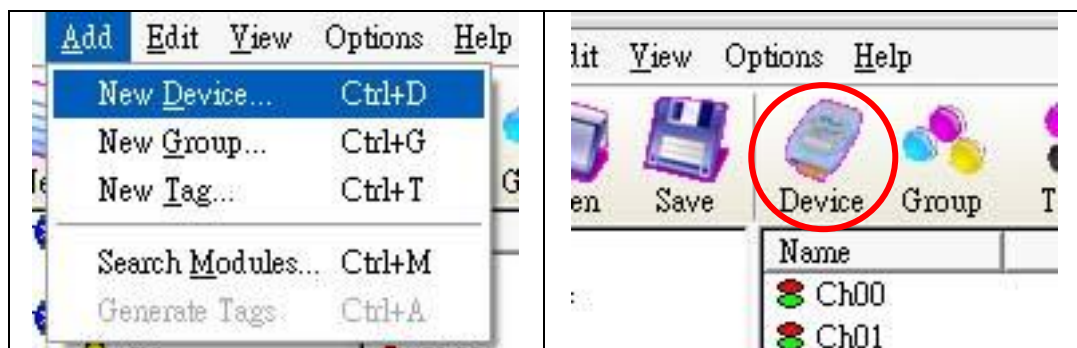 Add Edit View Options Help
New Device... Ctrl+D
New Group... Ctrl+G
New Tag... Ctrl+T
Search Modules... Ctrl+M
Generate Tags Ctrl+A
View Options Help
Save Device Group
Name
Ch00
Ch01